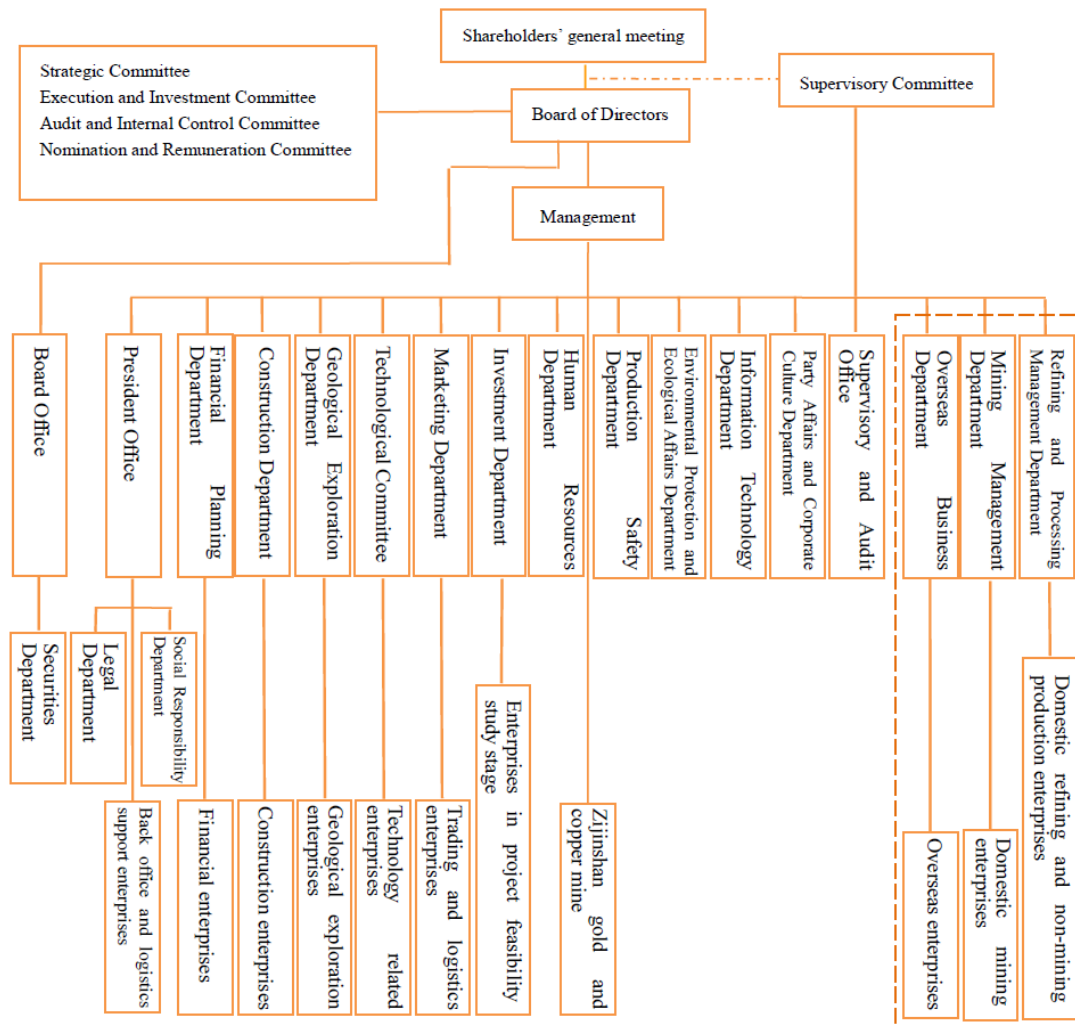 Shareholders' general meeting
Strategic Committee
Execution and Investment Committee
Audit and Internal Control Committee
Nomination and Remuneration Committee
Supervisory Committee
Board of Directors
Management
Board Office
President Office
Financial Planning
Department
Construction Department
Geological Exploration
Department
Technological Committee
Marketing Department
Investment Department
Human Resources
Department
Production Safety
Department
Environmental Protection and
Ecological Affairs Department
Information Technology
Department
Party Affairs and Corporate
Culture Department
Supervisory and Audit
Office
Overseas Business
Department
Mining Management
Department
Refining and Processing
Management Department
Securities
Department
Legal
Department
Social Responsibility
Department
Back office and logistics
support enterprises
Financial enterprises
Construction enterprises
Geological exploration
enterprises
Technology related
enterprises
Trading and logistics
enterprises
Enterprises in project feasibility
study stage
Zijinshan gold and
copper mine
Overseas enterprises
Domestic mining
enterprises
Domestic refining and non-mining
production enterprises